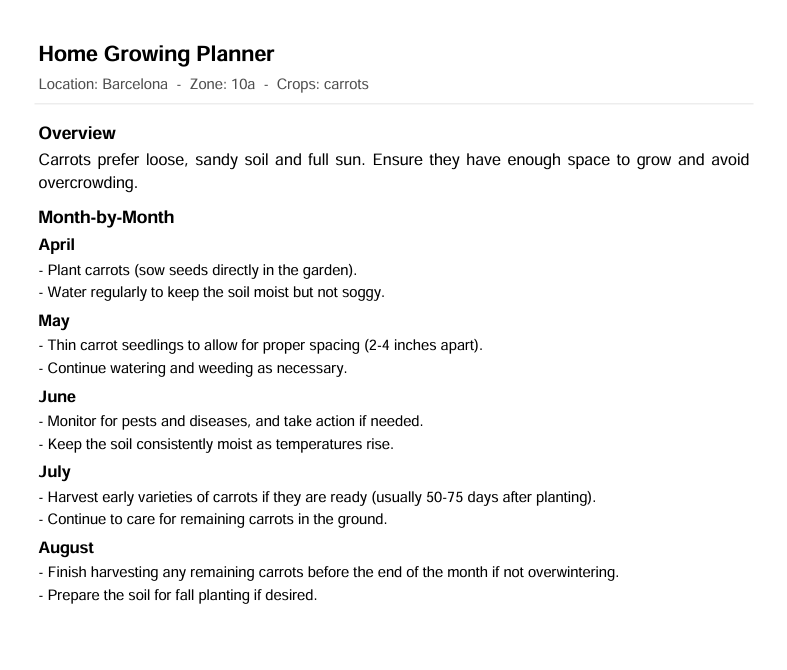 Home Growing Planner
Location: Barcelona - Zone: 10a - Crops: carrots
Overview
Carrots prefer loose, sandy soil and full sun. Ensure they have enough space to grow and avoid
overcrowding.
Month-by-Month
April
- Plant carrots (sow seeds directly in the garden).
- Water regularly to keep the soil moist but not soggy.
May
- Thin carrot seedlings to allow for proper spacing (2-4 inches apart).
- Continue watering and weeding as necessary.
June
- Monitor for pests and diseases, and take action if needed.
- Keep the soil consistently moist as temperatures rise.
July
- Harvest early varieties of carrots if they are ready (usually 50-75 days after planting).
- Continue to care for remaining carrots in the ground.
August
- Finish harvesting any remaining carrots before the end of the month if not overwintering.
- Prepare the soil for fall planting if desired.